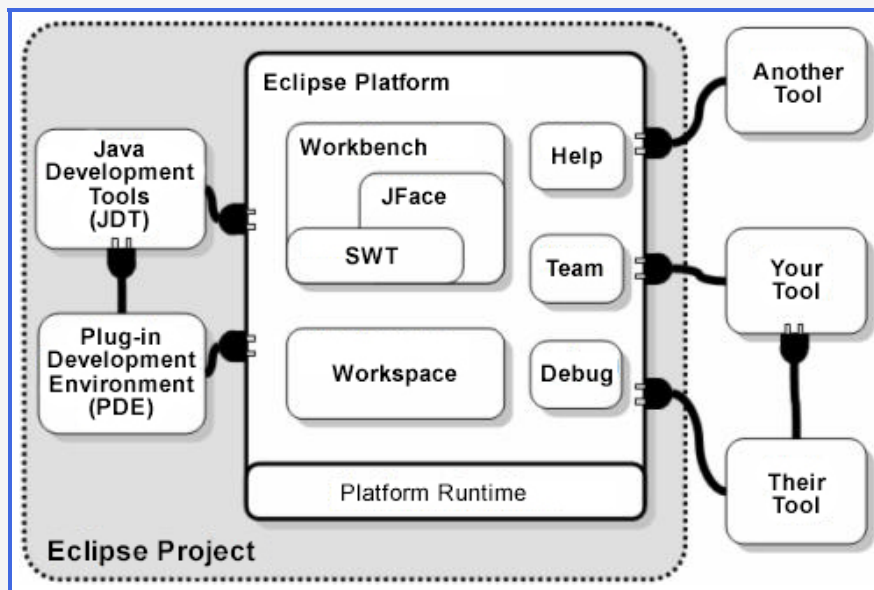 Eclipse Platform
Another
Tool
Workbench
Help
Java
Development
Tools
(JDT)
JFace
SWT
Team
Your
Tool
Plug-in
Development
Environment
(PDE)
Workspace
Debug
Their
Tool
Platform Runtime
Eclipse Project